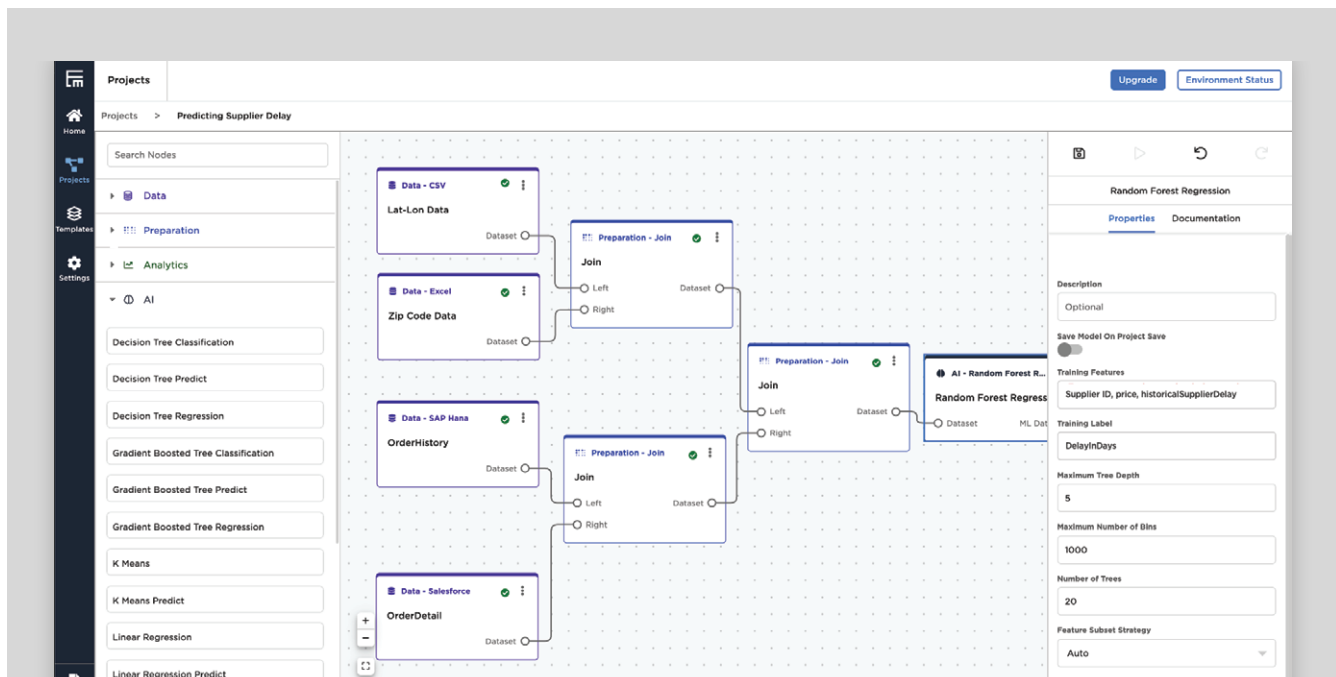 Projects
Upgrade
Environment Status
Home
Projects
Templates
Settings
Projects > Predicting Supplier Delay
Search Nodes
Data
Preparation
Analytics
AI
Decision Tree Classification
Decision Tree Predict
Decision Tree Regression
Gradient Boosted Tree Classification
Gradient Boosted Tree Predict
Gradient Boosted Tree Regression
K Means
K Means Predict
Linear Regression
Linear Regression Predict
Data - CSV
Lat-Lon Data
Dataset
Data - Excel
Zip Code Data
Dataset
Data - SAP Hana
OrderHistory
Dataset
Data - Salesforce
OrderDetail
Dataset
Preparation - Join
Join
Left Dataset
Right
Preparation - Join
Join
Left Dataset
Right
Preparation - Join
Join
Left Dataset
Right
AI - Random Forest R...
Random Forest Regress
Dataset ML Dat
+
−
Random Forest Regression
Properties Documentation
Description
Optional
Save Model On Project Save
Training Features
Supplier ID, price, historicalSupplierDelay
Training Label
DelayInDays
Maximum Tree Depth
5
Maximum Number of Bins
1000
Number of Trees
20
Feature Subset Strategy
Auto